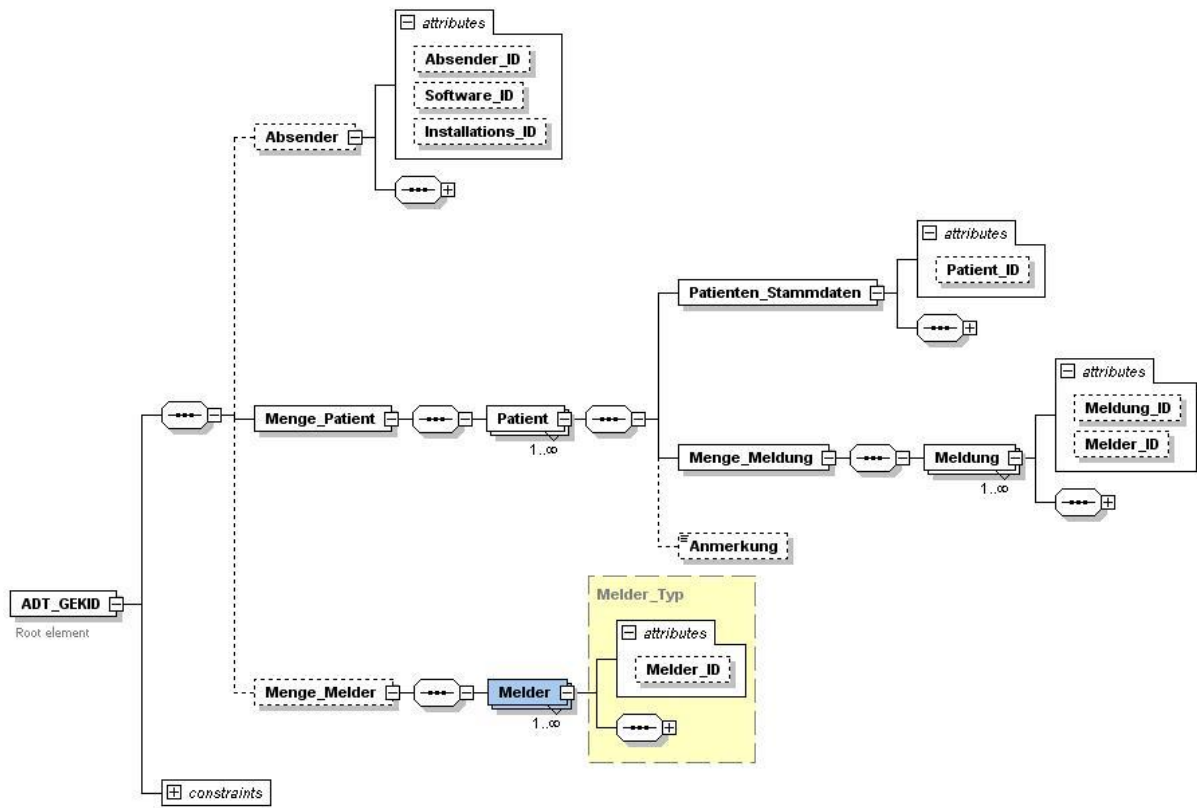 attributes
Absender_ID
Software_ID
Installations_ID
Absender
attributes
Patient_ID
Patienten_Stammdaten
attributes
Meldung_ID
Melder_ID
Menge_Patient
Patient
1..∞
Menge_Meldung
Meldung
1..∞
Anmerkung
ADT_GEKID
Root element
Melder_Typ
attributes
Melder_ID
Menge_Melder
Melder
1..∞
constraints